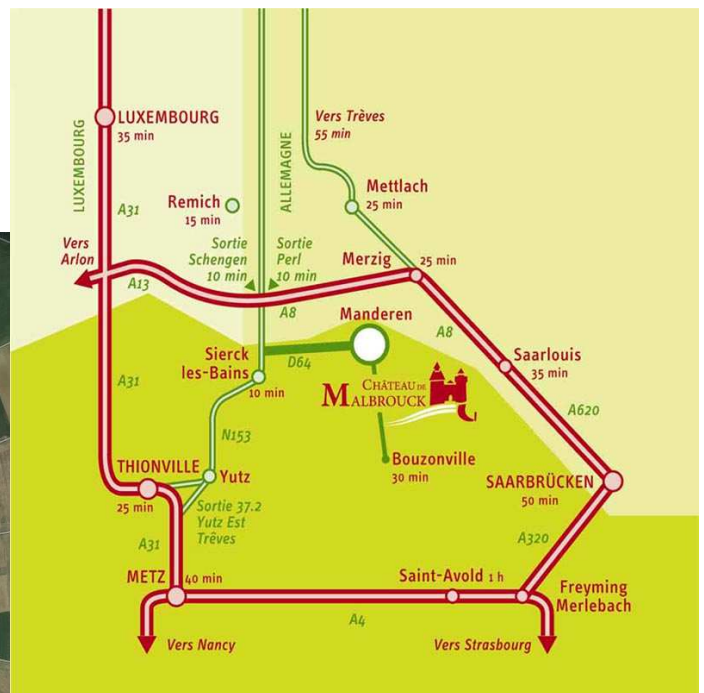 LUXEMBOURG
35 min
LUXEMBOURG
ALLEMAGNE
Vers Trèves
55 min
Mettlach
25 min
Remich
15 min
A31
Vers
Arlon
A13
Sortie
Schengen
10 min
Sortie
Perl
10 min
Merzig
25 min
A8
A8
Manderen
Sierck
les-Bains
10 min
D64
CHÂTEAU DE
MALBROUCK
Saarlouis
35 min
A620
A31
N153
Bouzonville
30 min
THIONVILLE
25 min
Yutz
SAARBRÜCKEN
50 min
Sortie 37.2
Yutz Est
Trêves
A31
A320
METZ
40 min
Saint-Avold 1 h
Freyming
Merlebach
A4
Vers Nancy
Vers Strasbourg